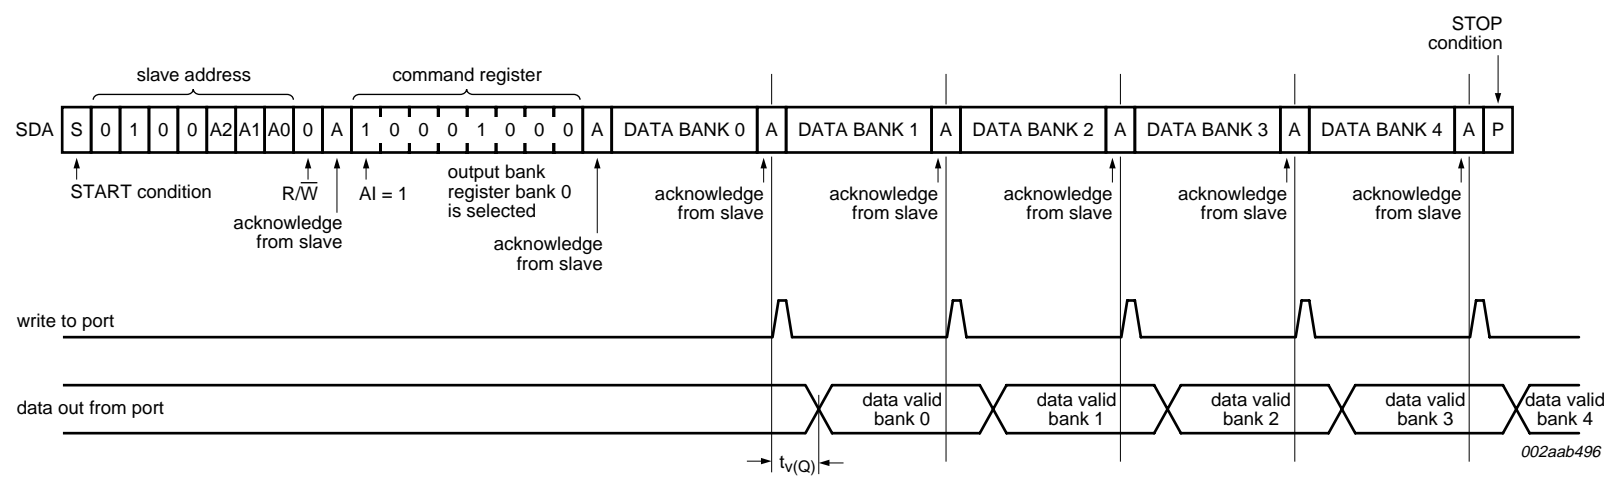 STOP
condition
slave address
command register
SDA S 0 1 0 0 A2 A1 A0 0 A 1 0 0 0 1 0 0 0 A DATA BANK 0 A DATA BANK 1 A DATA BANK 2 A DATA BANK 3 A DATA BANK 4 A P
START condition
R/W̅
acknowledge
from slave
AI = 1
output bank
register bank 0
is selected
acknowledge
from slave
acknowledge
from slave
acknowledge
from slave
acknowledge
from slave
acknowledge
from slave
acknowledge
from slave
write to port
data out from port
data valid
bank 0
data valid
bank 1
data valid
bank 2
data valid
bank 3
data valid
bank 4
tv(Q)
002aab496